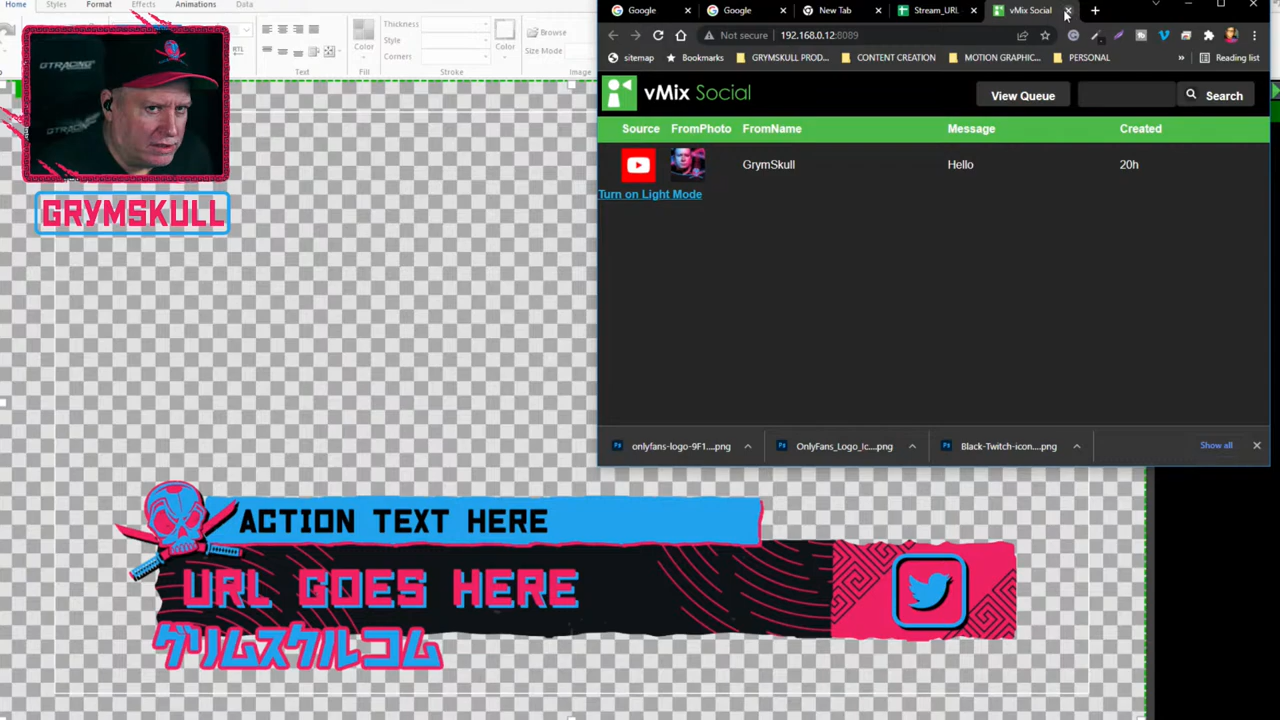 Home Styles Format Effects Animations Data
RTL
Text
Color
Fill
Thickness
Style
Corners
Stroke
Color
Browse
Size Mode
Image
GTRACING
GTRACING
GRYMSKULL
Google
Google
New Tab
Stream_URL
vMix Social
Not secure 192.168.0.12:8089
sitemap Bookmarks GRYMSKULL PROD... CONTENT CREATION MOTION GRAPHIC... PERSONAL » Reading list
vMix Social
View Queue
Search
Source FromPhoto FromName Message Created
GrymSkull Hello 20h
Turn on Light Mode
onlyfans-logo-9F1....png
OnlyFans_Logo_Ic....png
Black-Twitch-icon....png
Show all
ACTION TEXT HERE
URL GOES HERE
グリムスクルコム